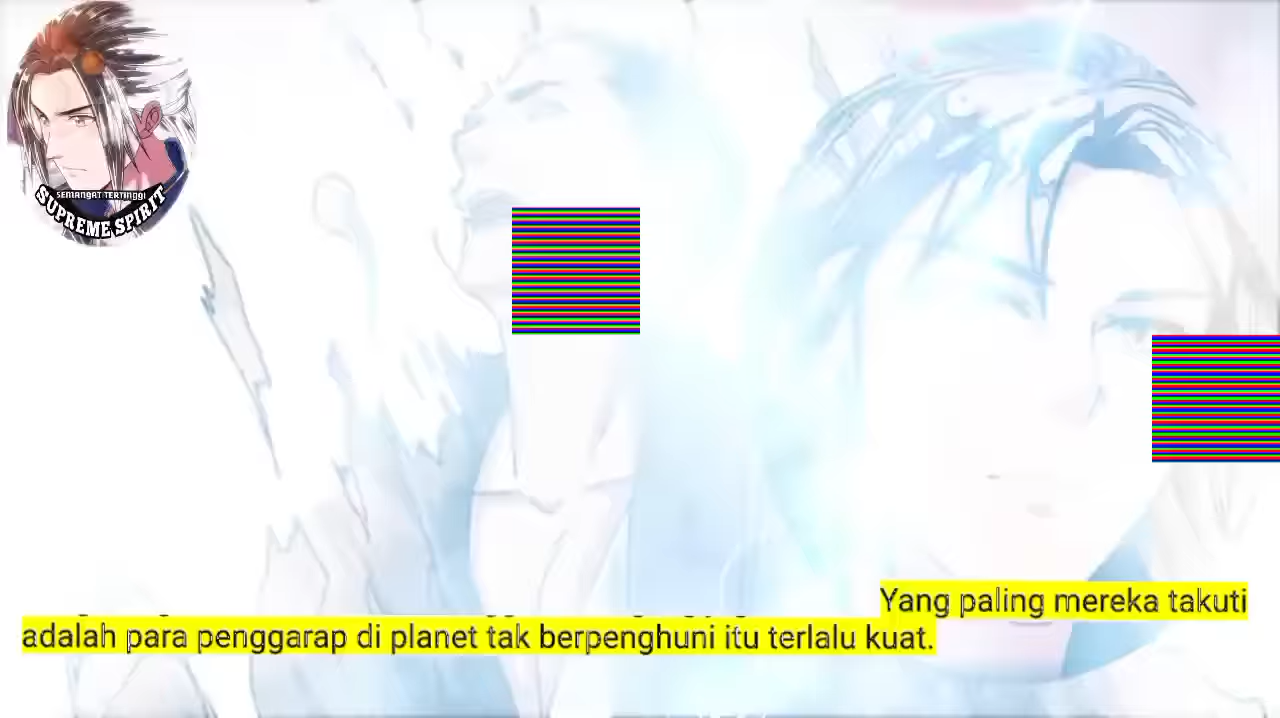 SEMANGAT TERTINGGI
SUPREME SPIRIT
Yang paling mereka takuti
adalah para penggarap di planet tak berpenghuni itu terlalu kuat.